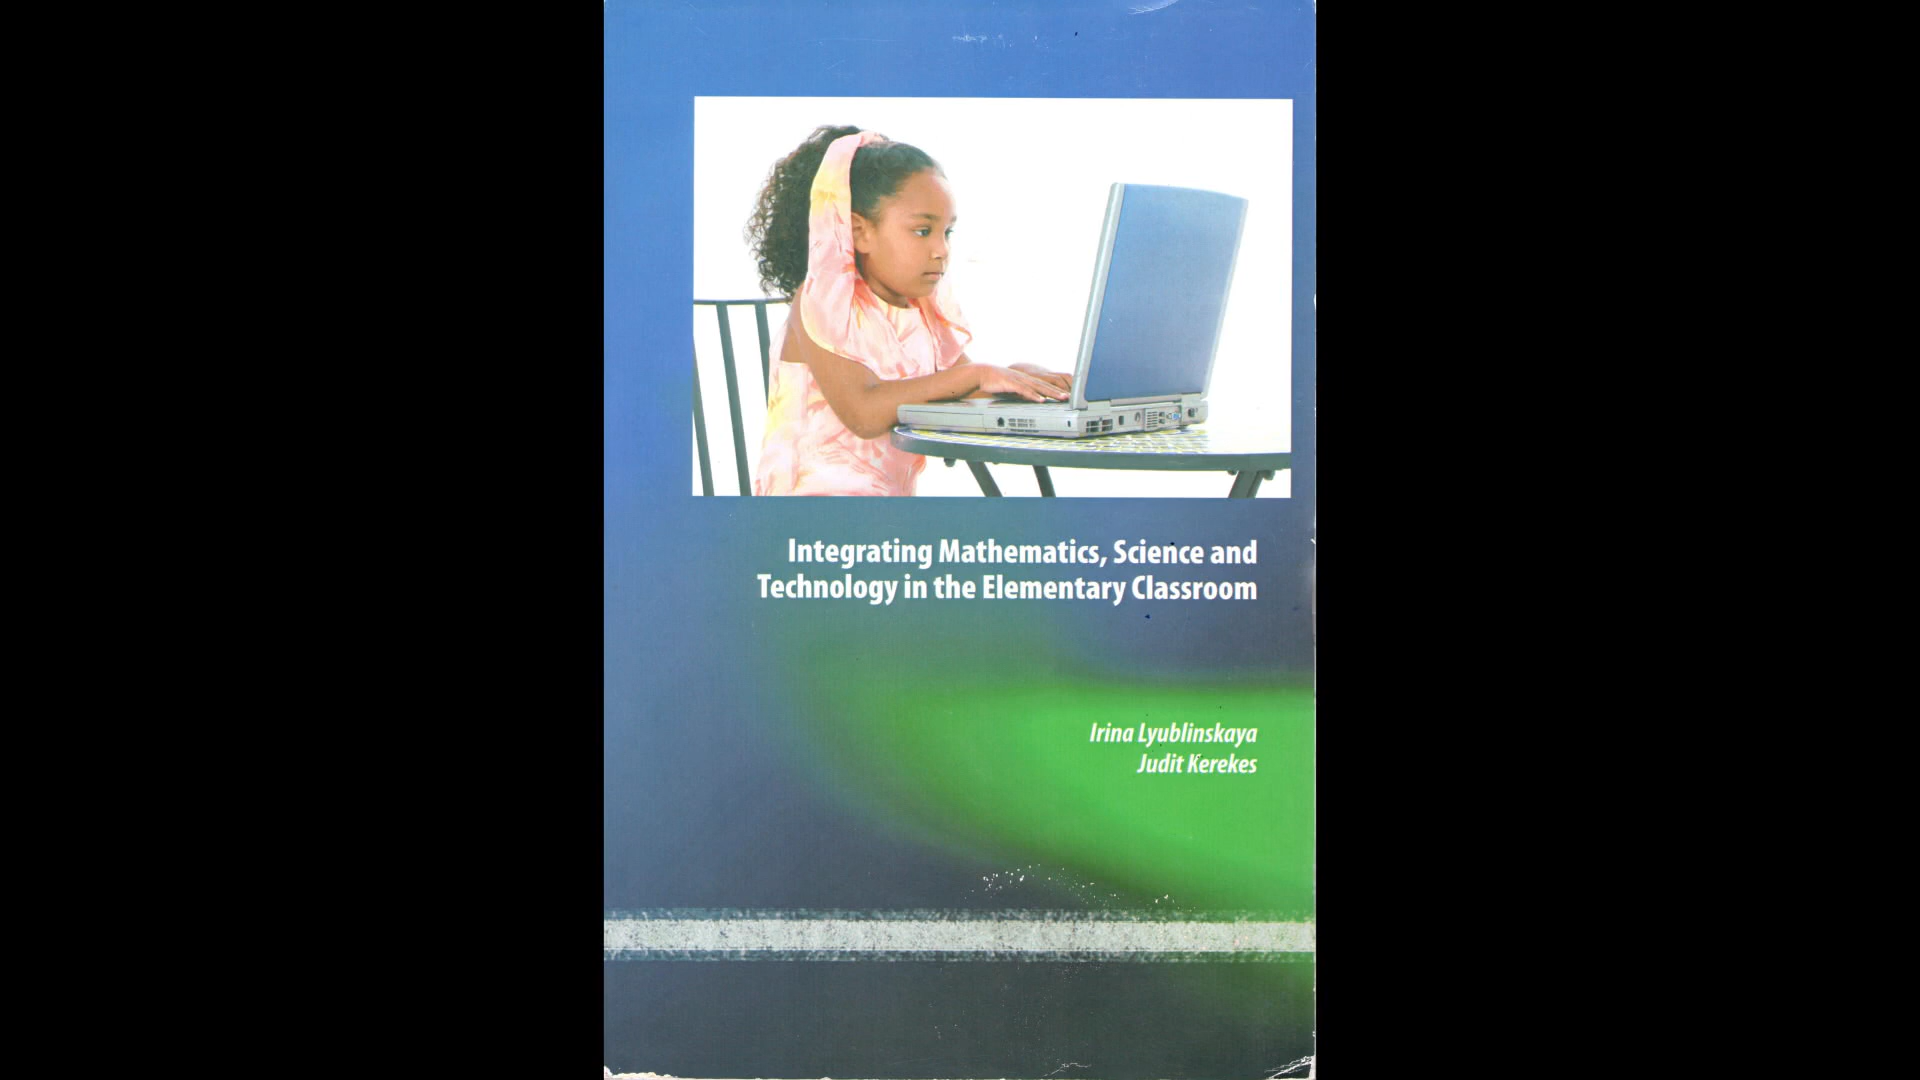 Integrating Mathematics, Science and
Technology in the Elementary Classroom
Irina Lyublinskaya
Judit Kerekes